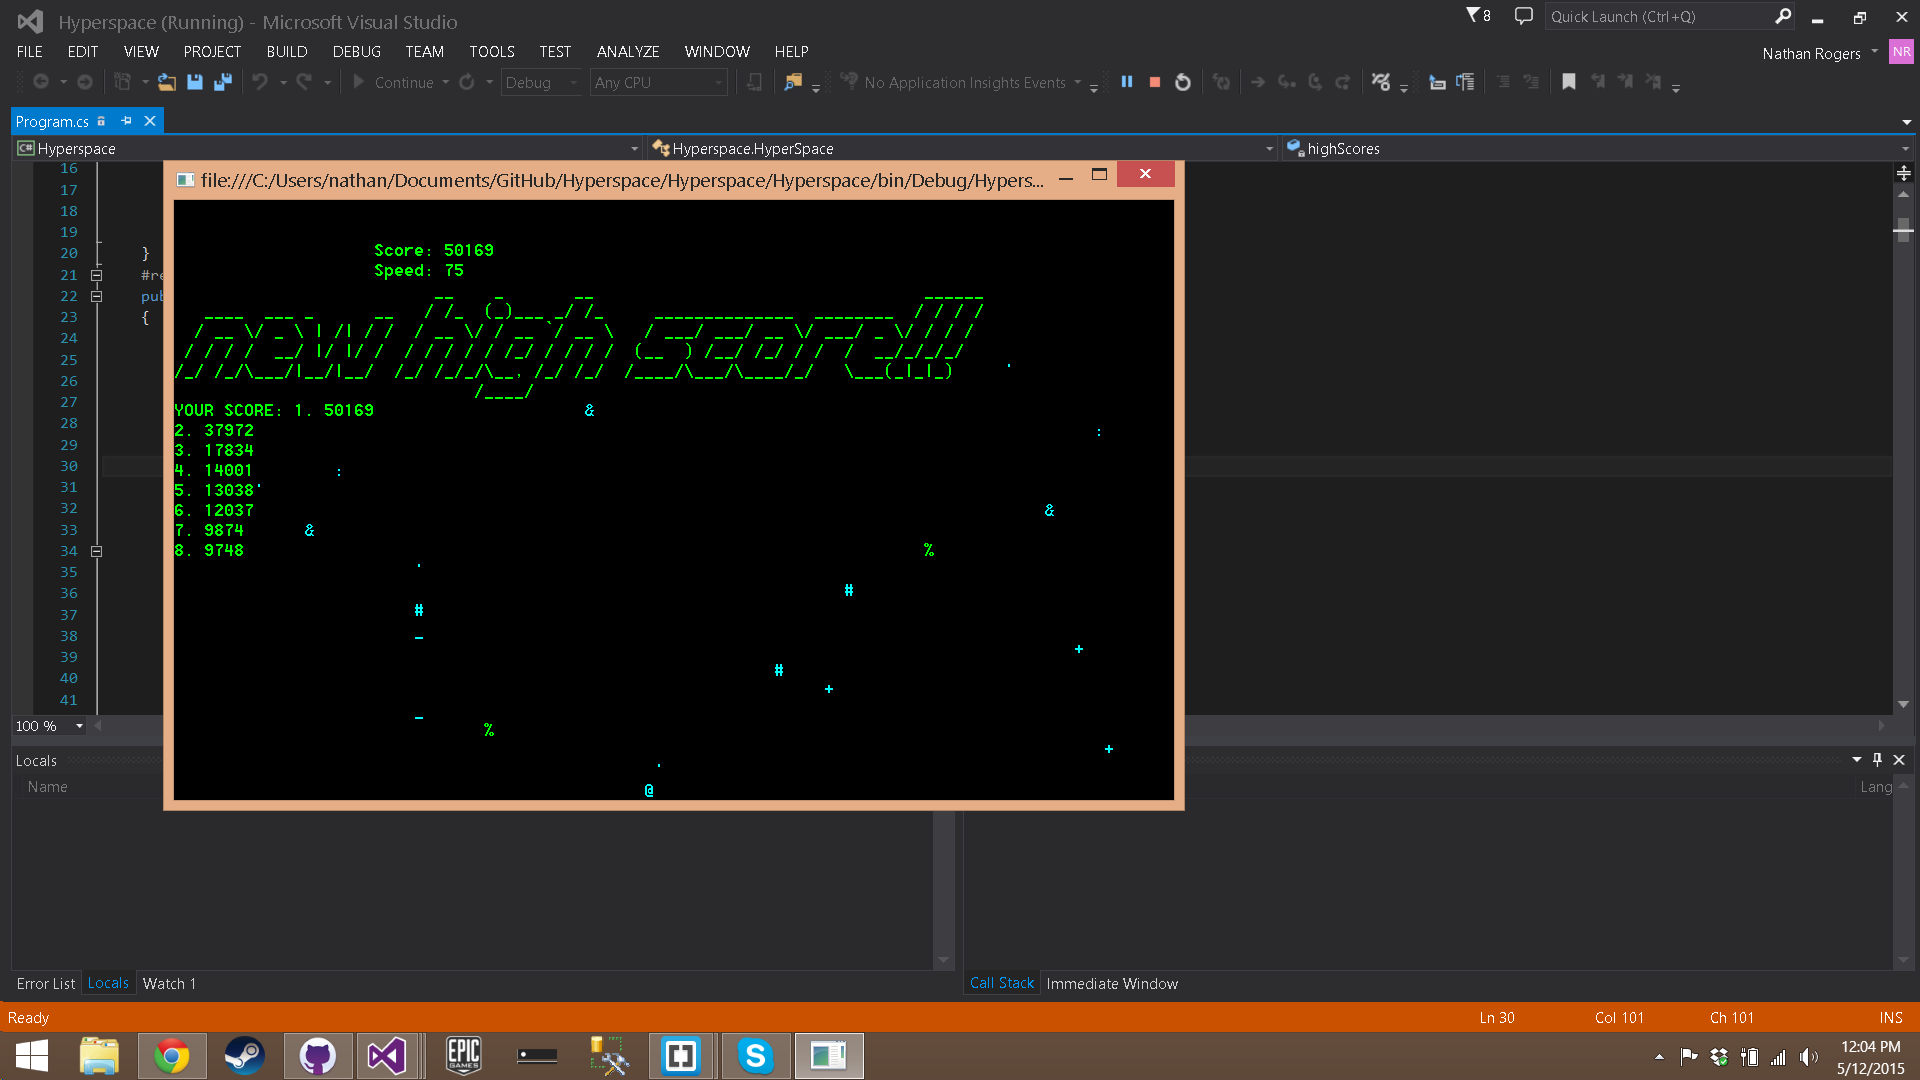 Hyperspace (Running) - Microsoft Visual Studio
8
Quick Launch (Ctrl+Q)
FILE EDIT VIEW PROJECT BUILD DEBUG TEAM TOOLS TEST ANALYZE WINDOW HELP
Nathan Rogers NR
Continue Debug Any CPU No Application Insights Events
Program.cs
C# Hyperspace Hyperspace.HyperSpace highScores
file:///C:/Users/nathan/Documents/GitHub/Hyperspace/Hyperspace/Hyperspace/bin/Debug/Hypers...
16
17
18
19
20 }
21 #re
22 pub
23 {
24
25
26
27
28
29
30
31
32
33
34
35
36
37
38
39
40
41
Score: 50169
Speed: 75
new high score!!!
YOUR SCORE: 1. 50169
2. 37972
3. 17834
4. 14001
5. 13038
6. 12037
7. 9874
8. 9748
&
:
:
'
&
&
%
.
#
#
-
+
#
+
-
%
+
.
@
100 %
Locals
Name
Lang
Error List Locals Watch 1
Call Stack Immediate Window
Ready Ln 30 Col 101 Ch 101 INS
EPIC GAMES
12:04 PM
5/12/2015